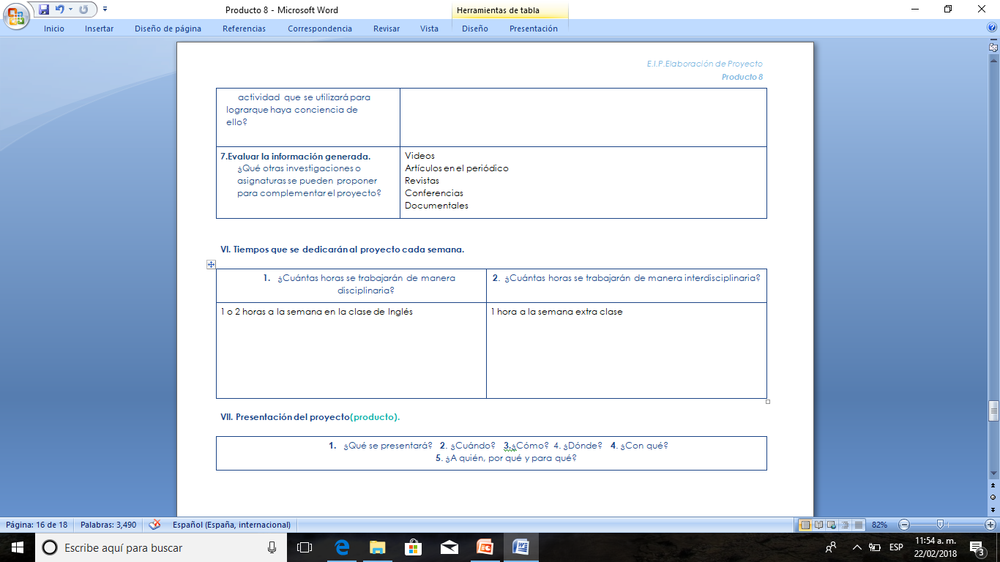 Producto 8 - Microsoft Word
Herramientas de tabla
Inicio
Insertar
Diseño de página
Referencias
Correspondencia
Revisar
Vista
Diseño
Presentación
E.I.P.Elaboración de Proyecto
Producto 8
actividad que se utilizará para
lograrque haya conciencia de
ello?
7.Evaluar la información generada.
¿Qué otras investigaciones o
asignaturas se pueden proponer
para complementar el proyecto?
Videos
Artículos en el periódico
Revistas
Conferencias
Documentales
VI. Tiempos que se dedicarán al proyecto cada semana.
1. ¿Cuántas horas se trabajarán de manera
disciplinaria?
2. ¿Cuántas horas se trabajarán de manera interdisciplinaria?
1 o 2 horas a la semana en la clase de Inglés
1 hora a la semana extra clase
VII. Presentación del proyecto(producto).
1. ¿Qué se presentará? 2. ¿Cuándo? 3.¿Cómo? 4. ¿Dónde? 4. ¿Con qué?
5. ¿A quién, por qué y para qué?
Página: 16 de 18
Palabras: 3,490
Español (España, internacional)
82%
Escribe aquí para buscar
ESP
11:54 a. m.
22/02/2018
3